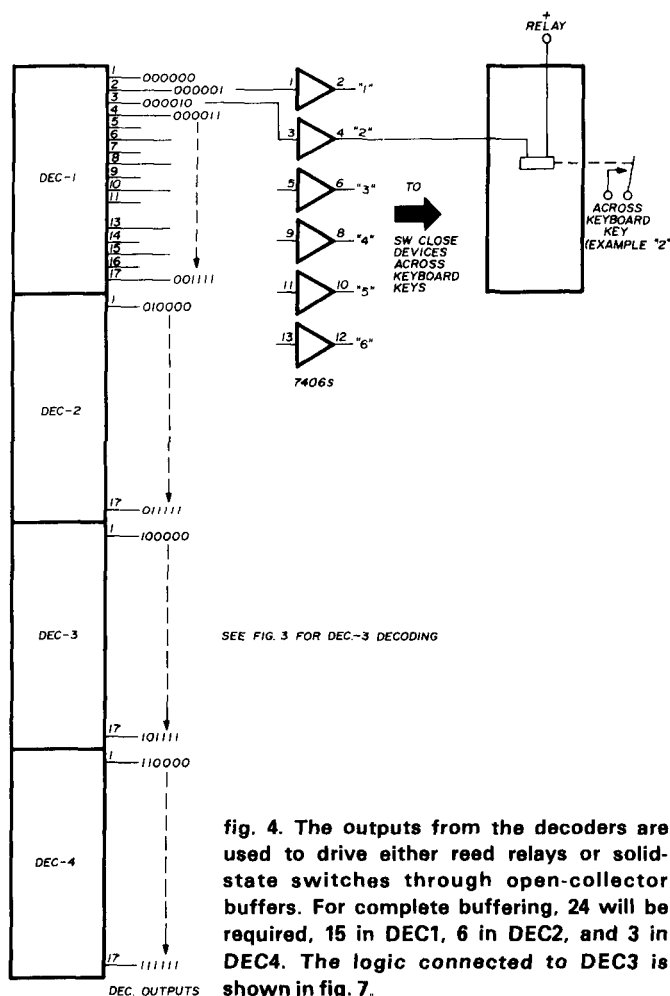 +
RELAY
1 000000
2 000001
3 000010
4 000011
5
6
7
8
9
10
11
13
14
15
16
17 001111
DEC-1
1 2 "1"
3 4 "2"
5 6 "3"
9 8 "4"
11 10 "5"
13 12 "6"
7406S
TO
SW CLOSE
DEVICES
ACROSS
KEYBOARD
KEYS
ACROSS
KEYBOARD
KEY
(EXAMPLE "2"
1 010000
DEC-2
17 011111
1 100000
DEC-3
SEE FIG. 3 FOR DEC.-3 DECODING
17 101111
1 110000
DEC-4
17 111111
DEC. OUTPUTS
fig. 4. The outputs from the decoders are
used to drive either reed relays or solid-
state switches through open-collector
buffers. For complete buffering, 24 will be
required, 15 in DEC1, 6 in DEC2, and 3 in
DEC4. The logic connected to DEC3 is
shown in fig. 7.